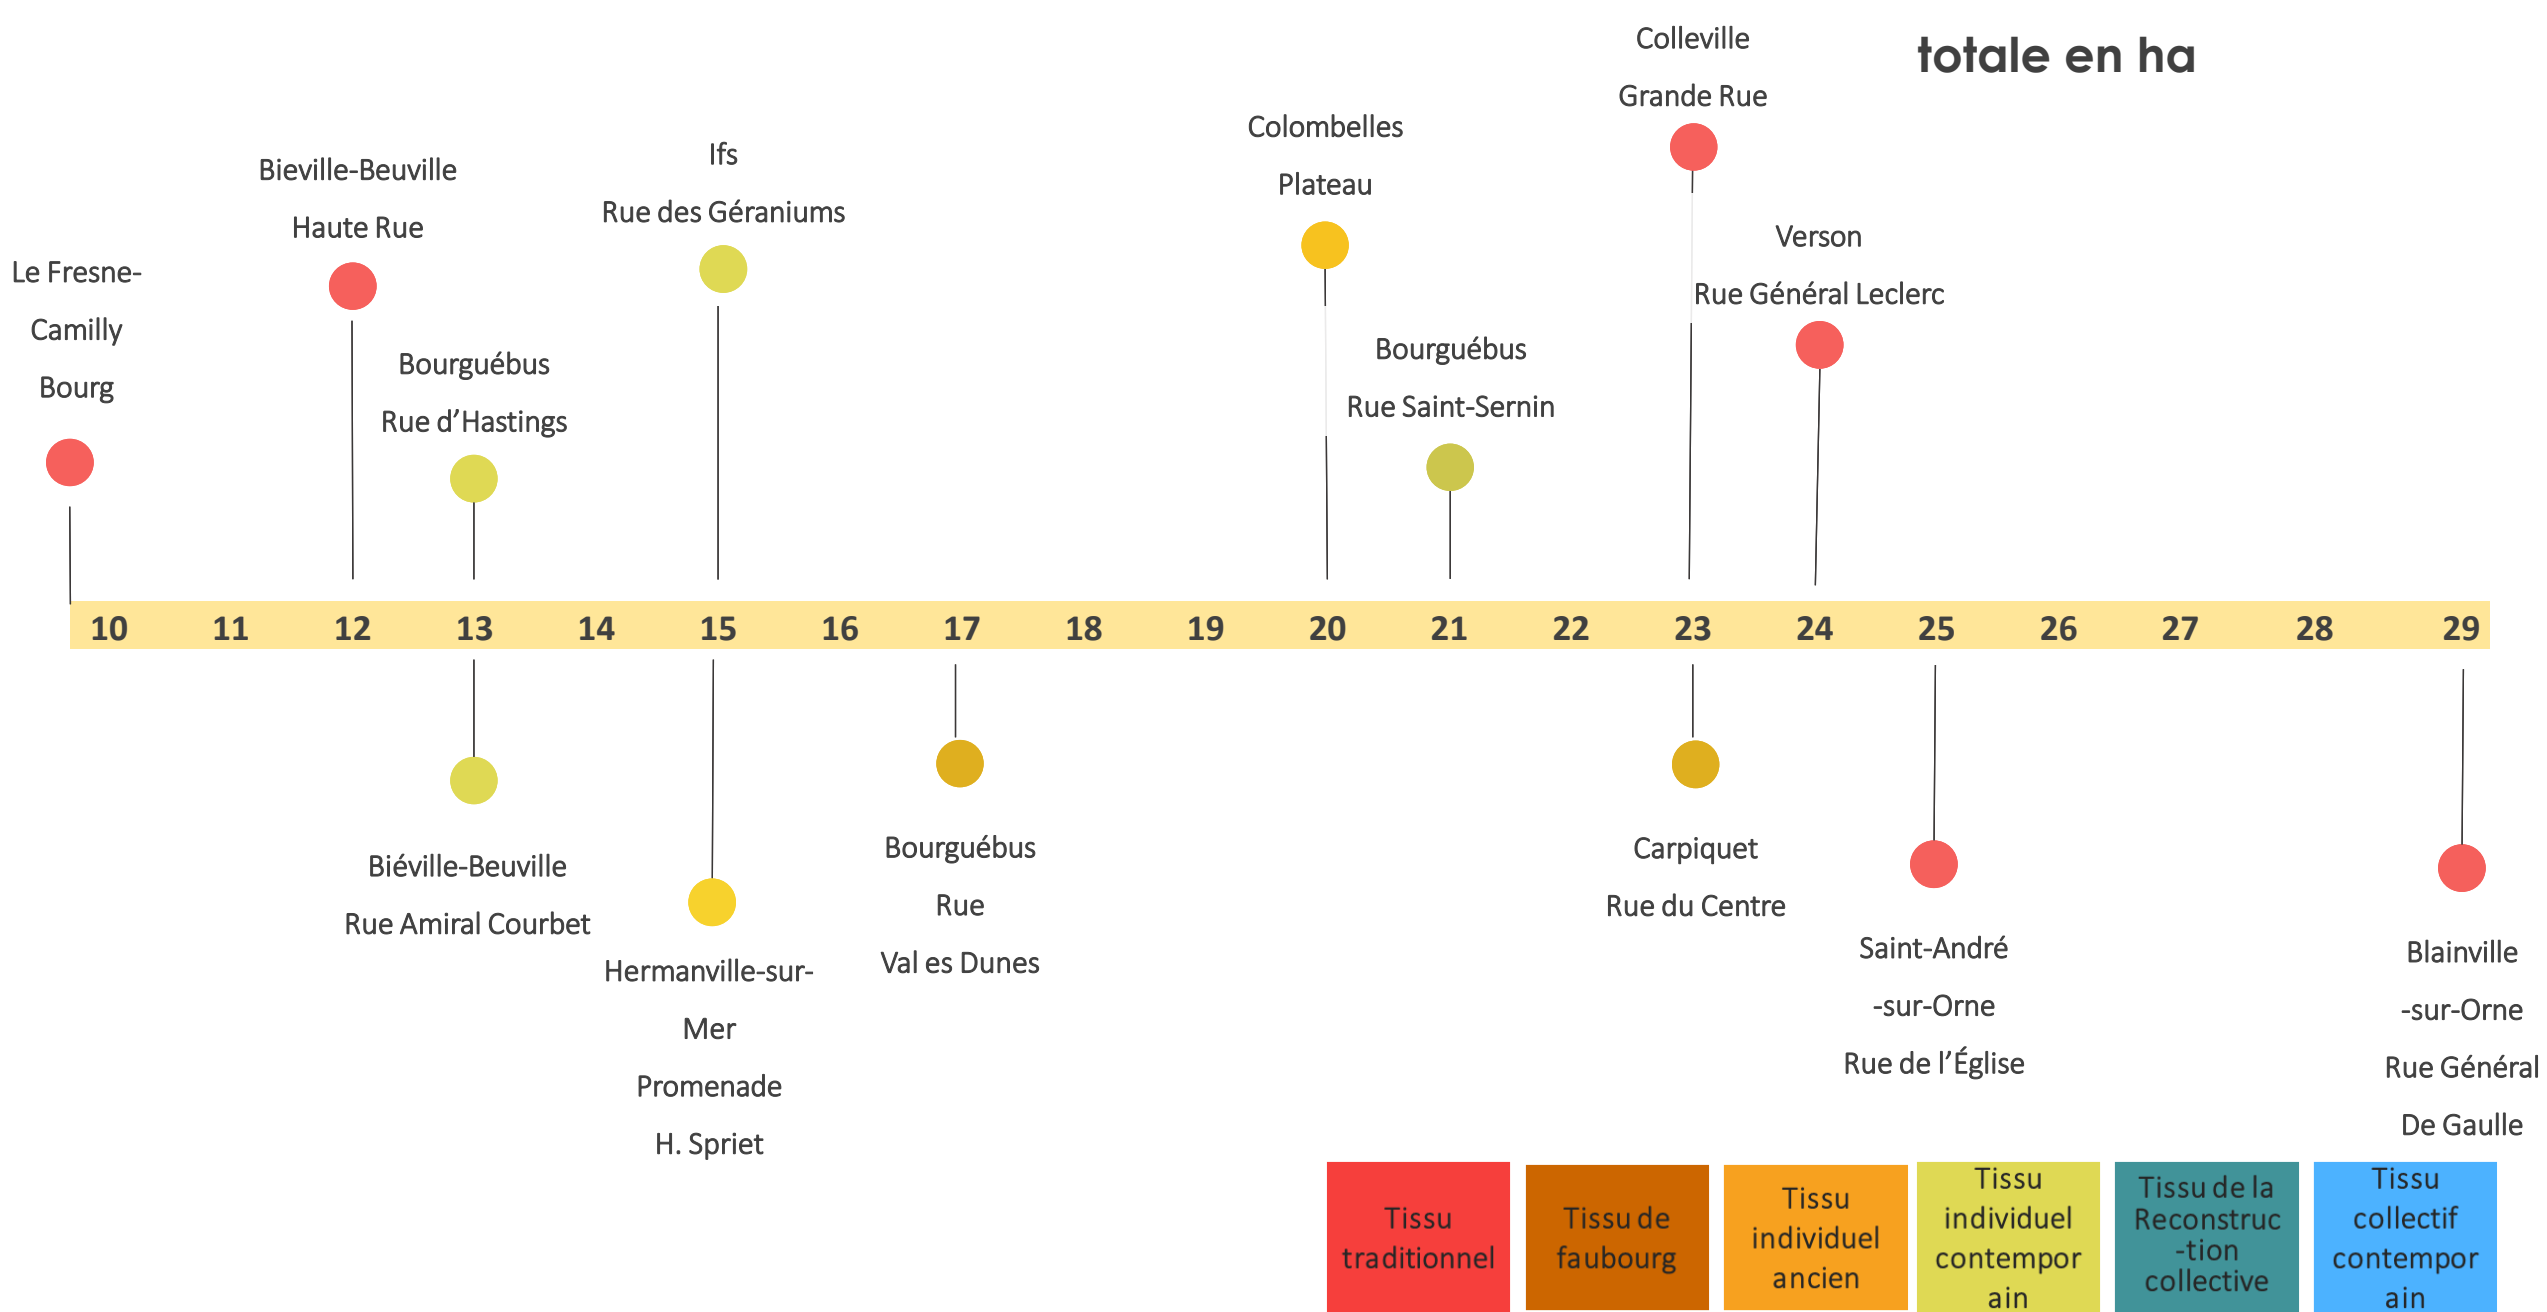 totale en ha
Colleville
Grande Rue
Colombelles
Plateau
Ifs
Rue des Géraniums
Bieville-Beuville
Haute Rue
Verson
Rue Général Leclerc
Le Fresne-
Camilly
Bourg
Bourguébus
Rue d’Hastings
Bourguébus
Rue Saint-Sernin
10 11 12 13 14 15 16 17 18 19 20 21 22 23 24 25 26 27 28 29
Biéville-Beuville
Rue Amiral Courbet
Hermanville-sur-
Mer
Promenade
H. Spriet
Bourguébus
Rue
Val es Dunes
Carpiquet
Rue du Centre
Saint-André
-sur-Orne
Rue de l’Église
Blainville
-sur-Orne
Rue Général
De Gaulle
Tissu
traditionnel
Tissu de
faubourg
Tissu
individuel
ancien
Tissu
individuel
contempor
ain
Tissu de la
Reconstruc
-tion
collective
Tissu
collectif
contempor
ain